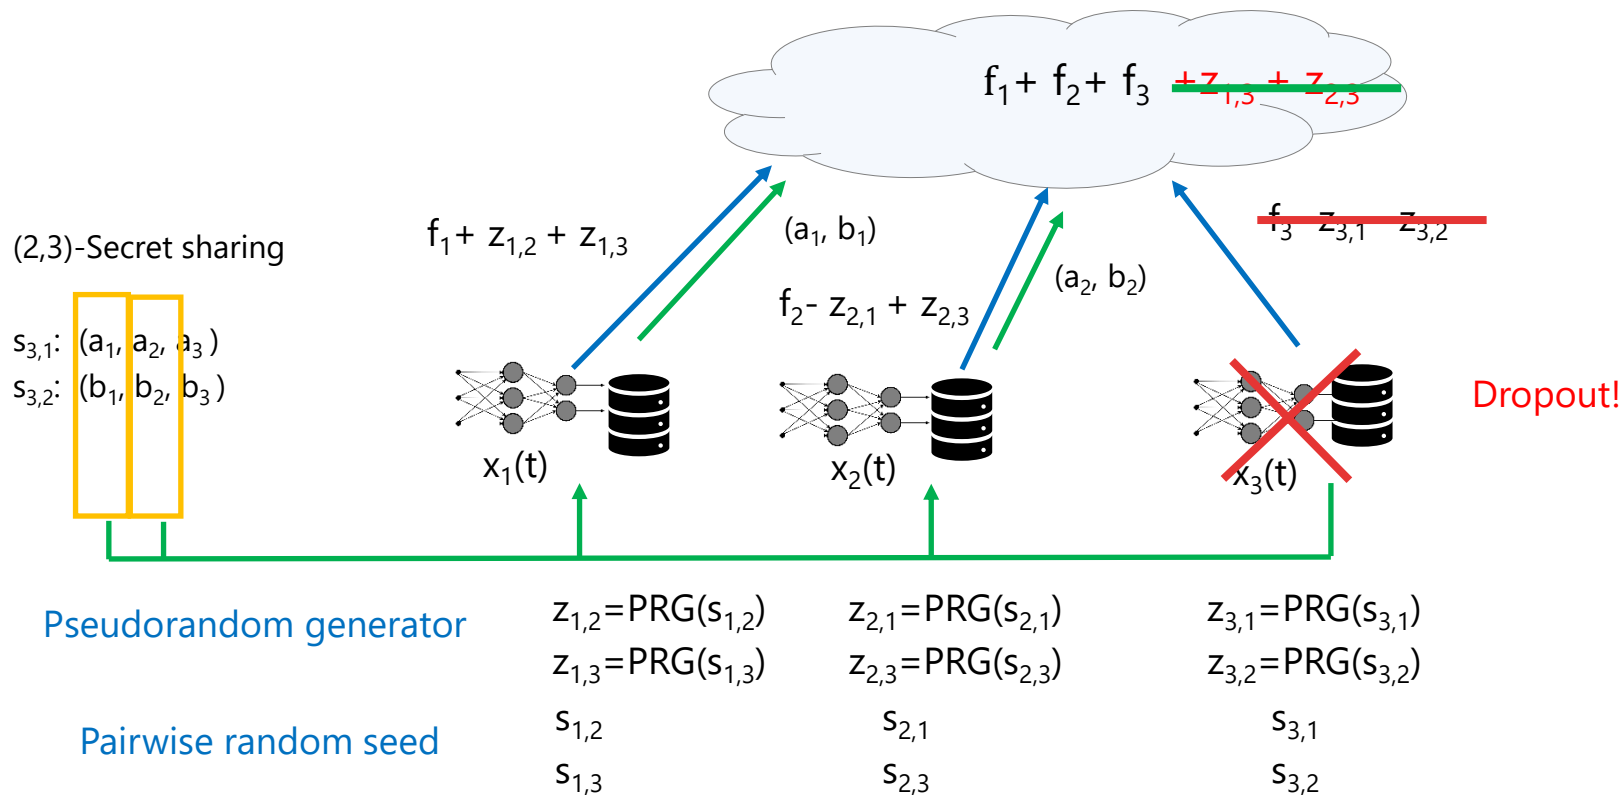 f1+ f2+ f3 +z1,3 + z2,3
(2,3)-Secret sharing
f1+ z1,2 + z1,3
(a1, b1)
f3 z3,1 z3,2
f2- z2,1 + z2,3
(a2, b2)
s3,1: (a1, a2, a3 )
s3,2: (b1, b2, b3 )
Dropout!
x1(t)
x2(t)
x3(t)
Pseudorandom generator
z1,2=PRG(s1,2)
z2,1=PRG(s2,1)
z3,1=PRG(s3,1)
z1,3=PRG(s1,3)
z2,3=PRG(s2,3)
z3,2=PRG(s3,2)
Pairwise random seed
s1,2
s2,1
s3,1
s1,3
s2,3
s3,2